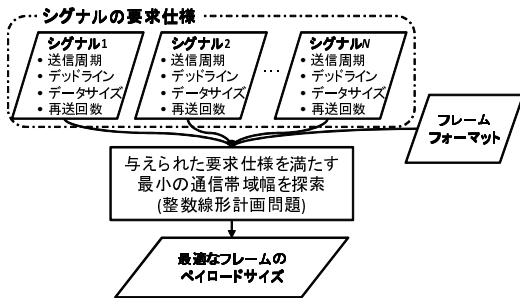 シグナルの要求仕様
シグナル1
• 送信周期
• デッドライン
• データサイズ
• 再送回数
シグナル2
• 送信周期
• デッドライン
• データサイズ
• 再送回数
…
シグナルN
• 送信周期
• デッドライン
• データサイズ
• 再送回数
フレーム
フォーマット
与えられた要求仕様を満たす
最小の通信帯域幅を探索
(整数線形計画問題)
最適なフレームの
ペイロードサイズ